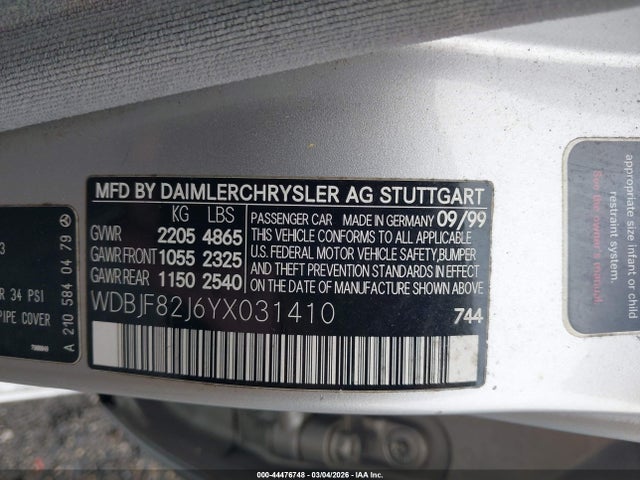 MFD BY DAIMLERCHRYSLER AG STUTTGART
KG LBS
GVWR 2205 4865
GAWR FRONT 1055 2325
GAWR REAR 1150 2540
PASSENGER CAR MADE IN GERMANY 09/99
THIS VEHICLE CONFORMS TO ALL APPLICABLE
U.S. FEDERAL MOTOR VEHICLE SAFETY,BUMPER
AND THEFT PREVENTION STANDARDS IN EFFECT
ON THE DATE OF MANUFACTURE SHOWN ABOVE.
WDBJF82J6YX031410
744
3
R 34 PSI
PIPE COVER
A 210 584 04 79
appropriate size infant or
See the owner's manual
000-44476748 - 03/04/2026 - IAA Inc.